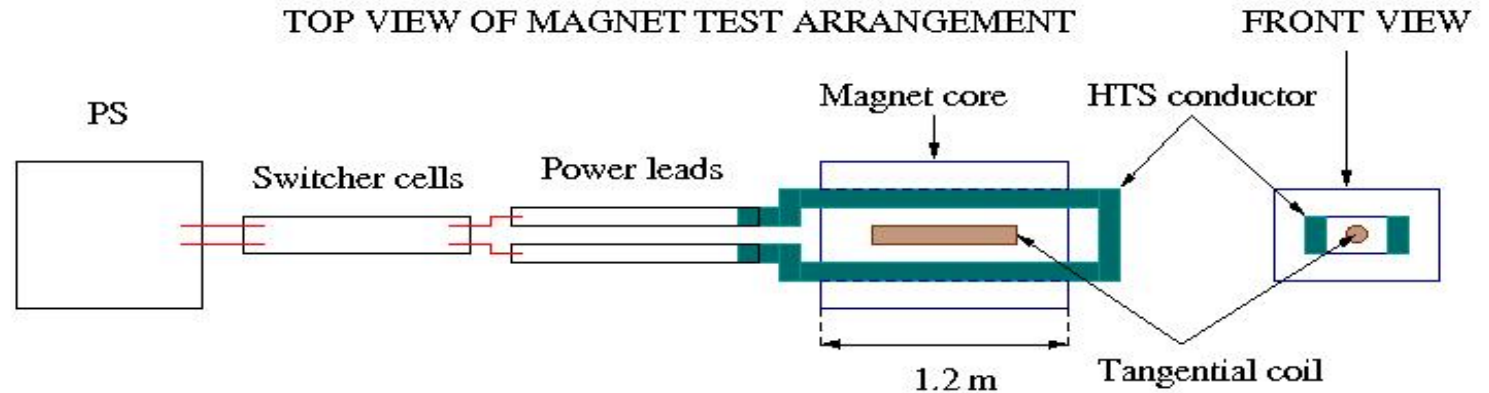 TOP VIEW OF MAGNET TEST ARRANGEMENT
FRONT VIEW
PS
Switcher cells
Power leads
Magnet core
HTS conductor
1.2 m
Tangential coil